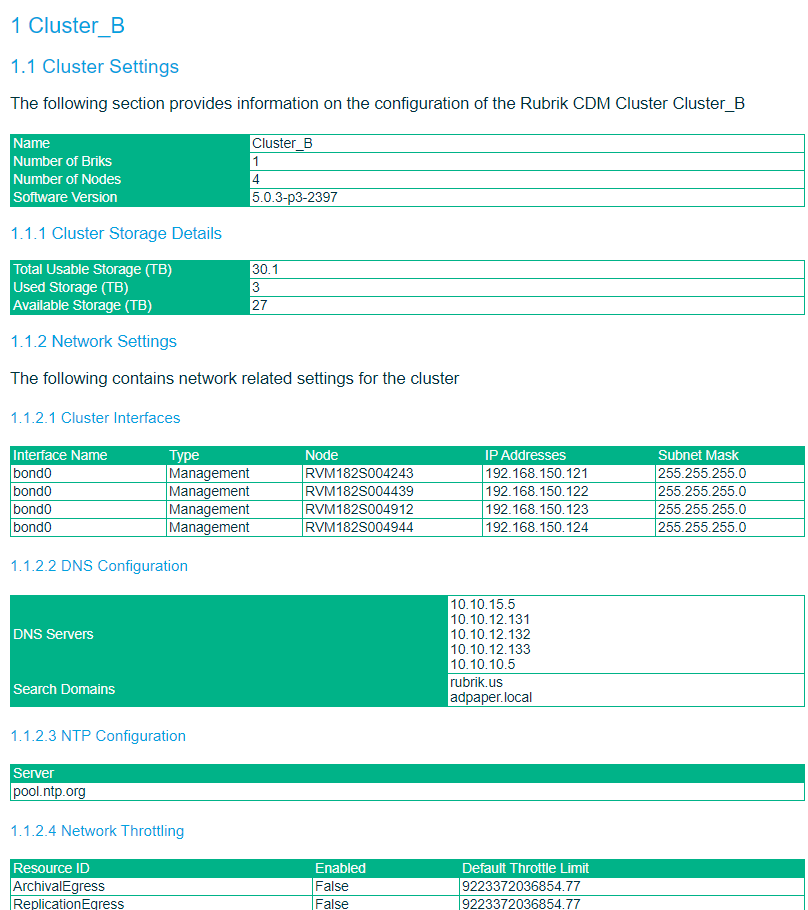 1 Cluster_B
1.1 Cluster Settings
The following section provides information on the configuration of the Rubrik CDM Cluster Cluster_B
Name Cluster_B
Number of Briks 1
Number of Nodes 4
Software Version 5.0.3-p3-2397
1.1.1 Cluster Storage Details
Total Usable Storage (TB) 30.1
Used Storage (TB) 3
Available Storage (TB) 27
1.1.2 Network Settings
The following contains network related settings for the cluster
1.1.2.1 Cluster Interfaces
Interface Name Type Node IP Addresses Subnet Mask
bond0 Management RVM182S004243 192.168.150.121 255.255.255.0
bond0 Management RVM182S004439 192.168.150.122 255.255.255.0
bond0 Management RVM182S004912 192.168.150.123 255.255.255.0
bond0 Management RVM182S004944 192.168.150.124 255.255.255.0
1.1.2.2 DNS Configuration
DNS Servers
10.10.15.5
10.10.12.131
10.10.12.132
10.10.12.133
10.10.10.5
Search Domains
rubrik.us
adpaper.local
1.1.2.3 NTP Configuration
Server
pool.ntp.org
1.1.2.4 Network Throttling
Resource ID Enabled Default Throttle Limit
ArchivalEgress False 9223372036854.77
ReplicationEgress False 9223372036854.77